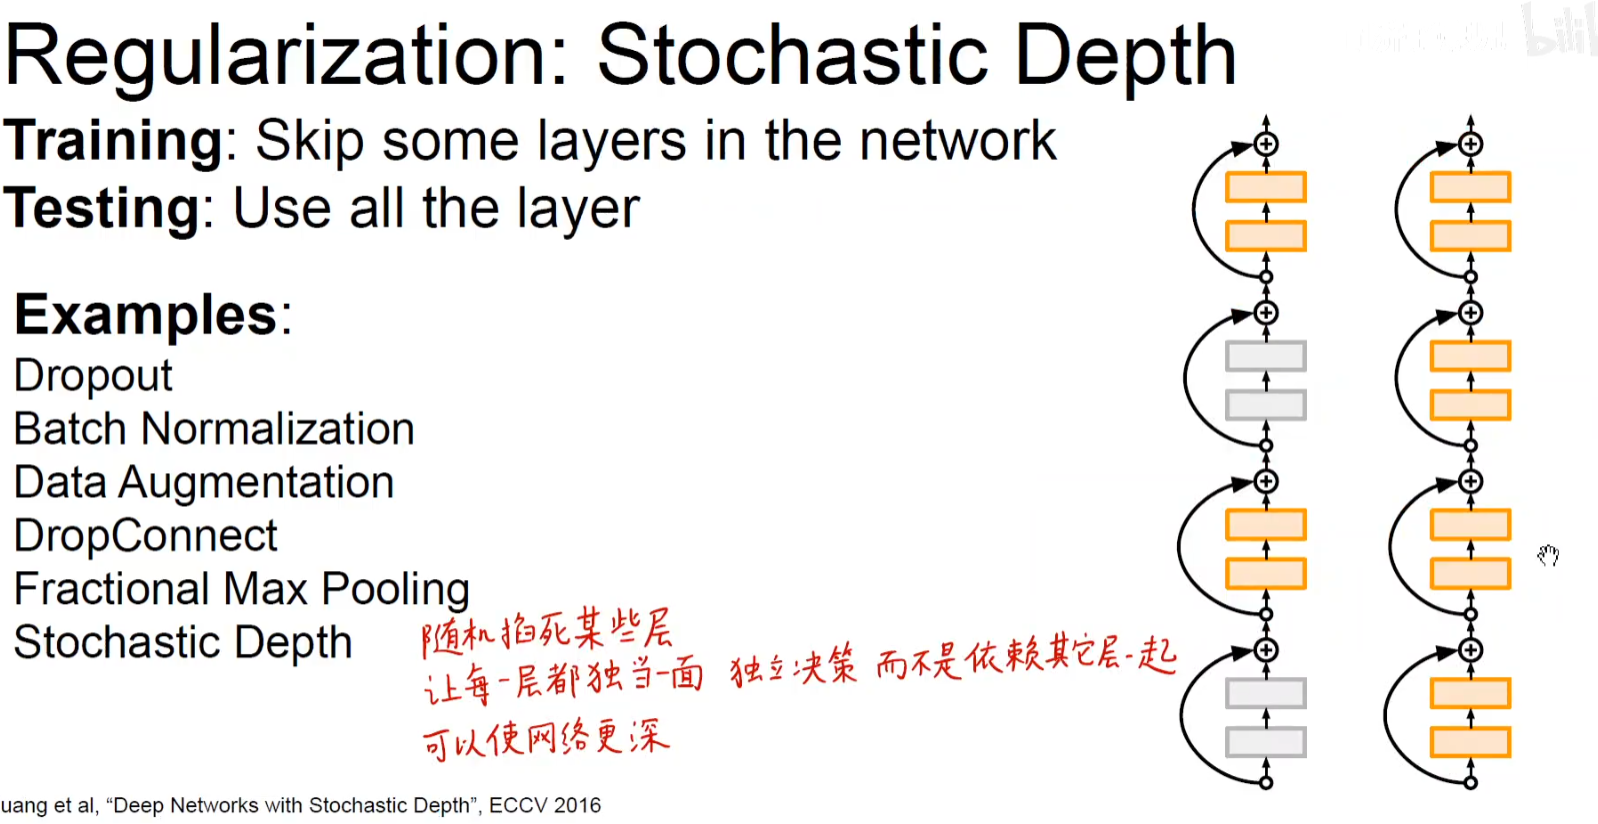 Regularization: Stochastic Depth
Training: Skip some layers in the network
Testing: Use all the layer
Examples:
Dropout
Batch Normalization
Data Augmentation
DropConnect
Fractional Max Pooling
Stochastic Depth
随机掐死某些层
让每一层都独当一面 独立决策 而不是依赖其它层一起
可以使网络更深
uang et al, “Deep Networks with Stochastic Depth”, ECCV 2016